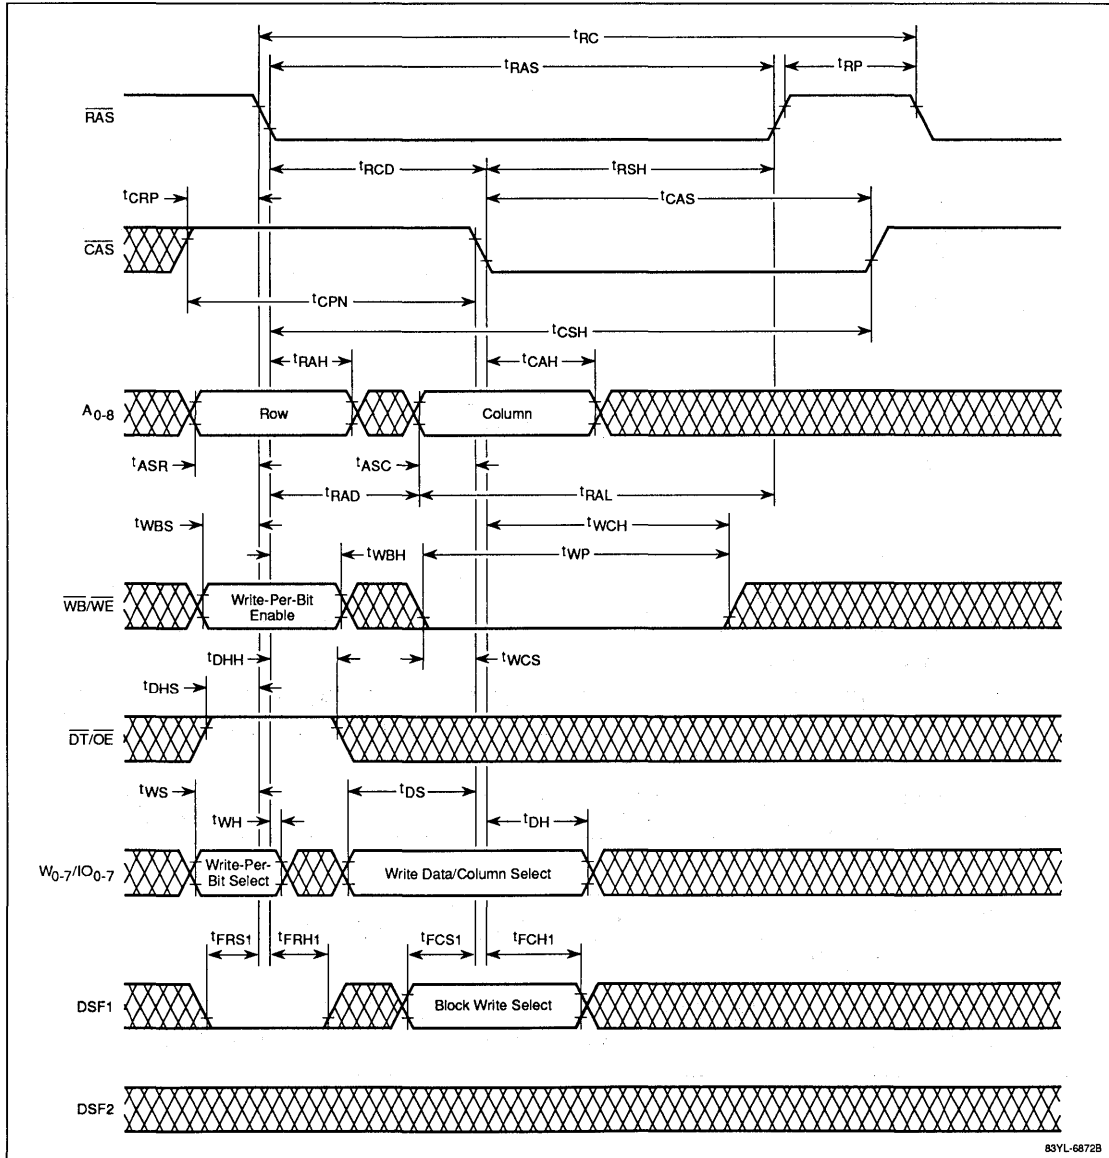 tRC
tRAS
tRP
RAS
tRCD
tRSH
tCRP
tCAS
CAS
tCPN
tCSH
tRAH
tCAH
A0-8
Row
Column
tASR
tASC
tRAD
tRAL
tWBS
tWCH
tWBH
tWP
WB/WE
Write-Per-Bit
Enable
tDHH
tWCS
tDHS
DT/OE
tWS
tDS
tWH
tDH
W0-7/IO0-7
Write-Per-
Bit Select
Write Data/Column Select
tFRS1
tFRH1
tFCS1
tFCH1
DSF1
Block Write Select
DSF2
83YL-6872B